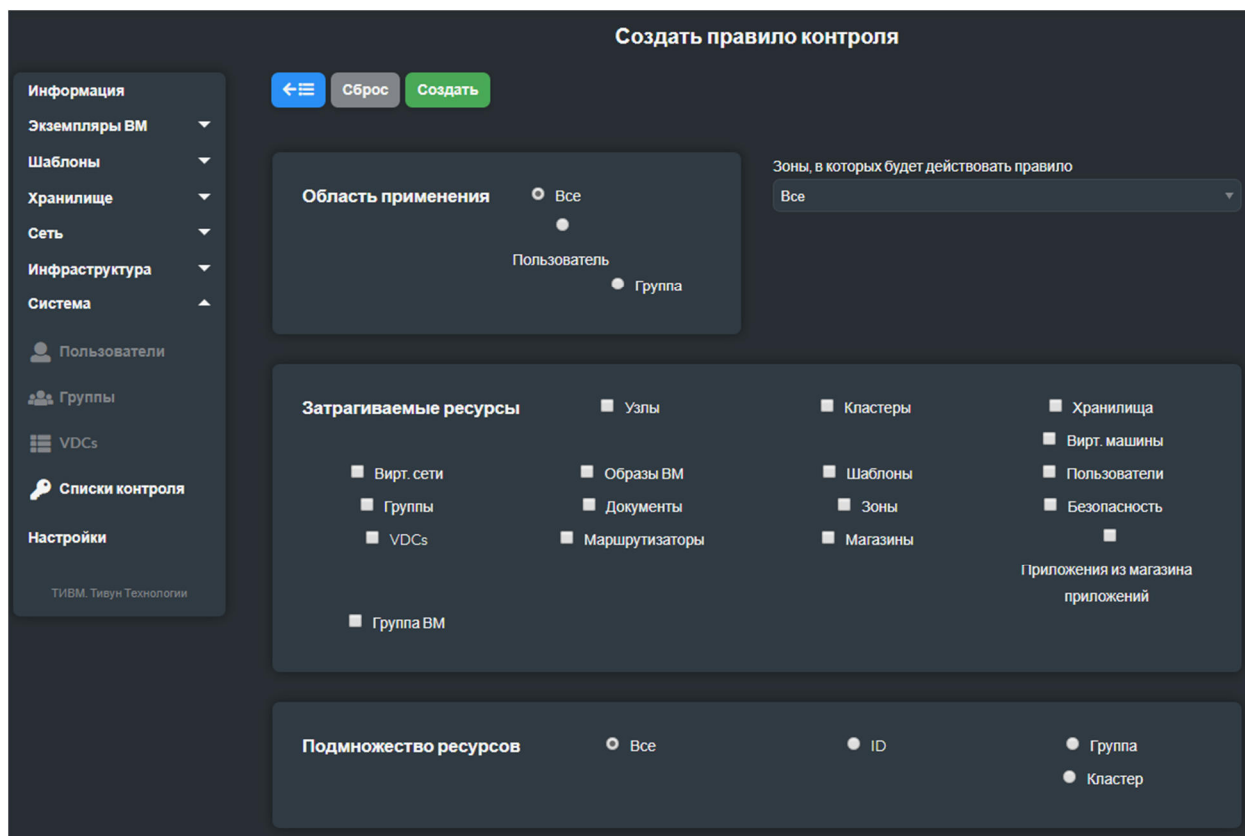 Создать правило контроля
Информация
Экземпляры ВМ
Шаблоны
Хранилище
Сеть
Инфраструктура
Система
Пользователи
Группы
VDCs
Списки контроля
Настройки
ТИВМ. Тивун Технологии
Сброс Создать
Область применения Все
Пользователь
Группа
Зоны, в которых будет действовать правило
Все
Затрагиваемые ресурсы Узлы Кластеры Хранилища
Вирт. машины
Вирт. сети Образы ВМ Шаблоны Пользователи
Группы Документы Зоны Безопасность
VDCs Маршрутизаторы Магазины
Приложения из магазина
приложений
Группа ВМ
Подмножество ресурсов Все ID Группа
Кластер